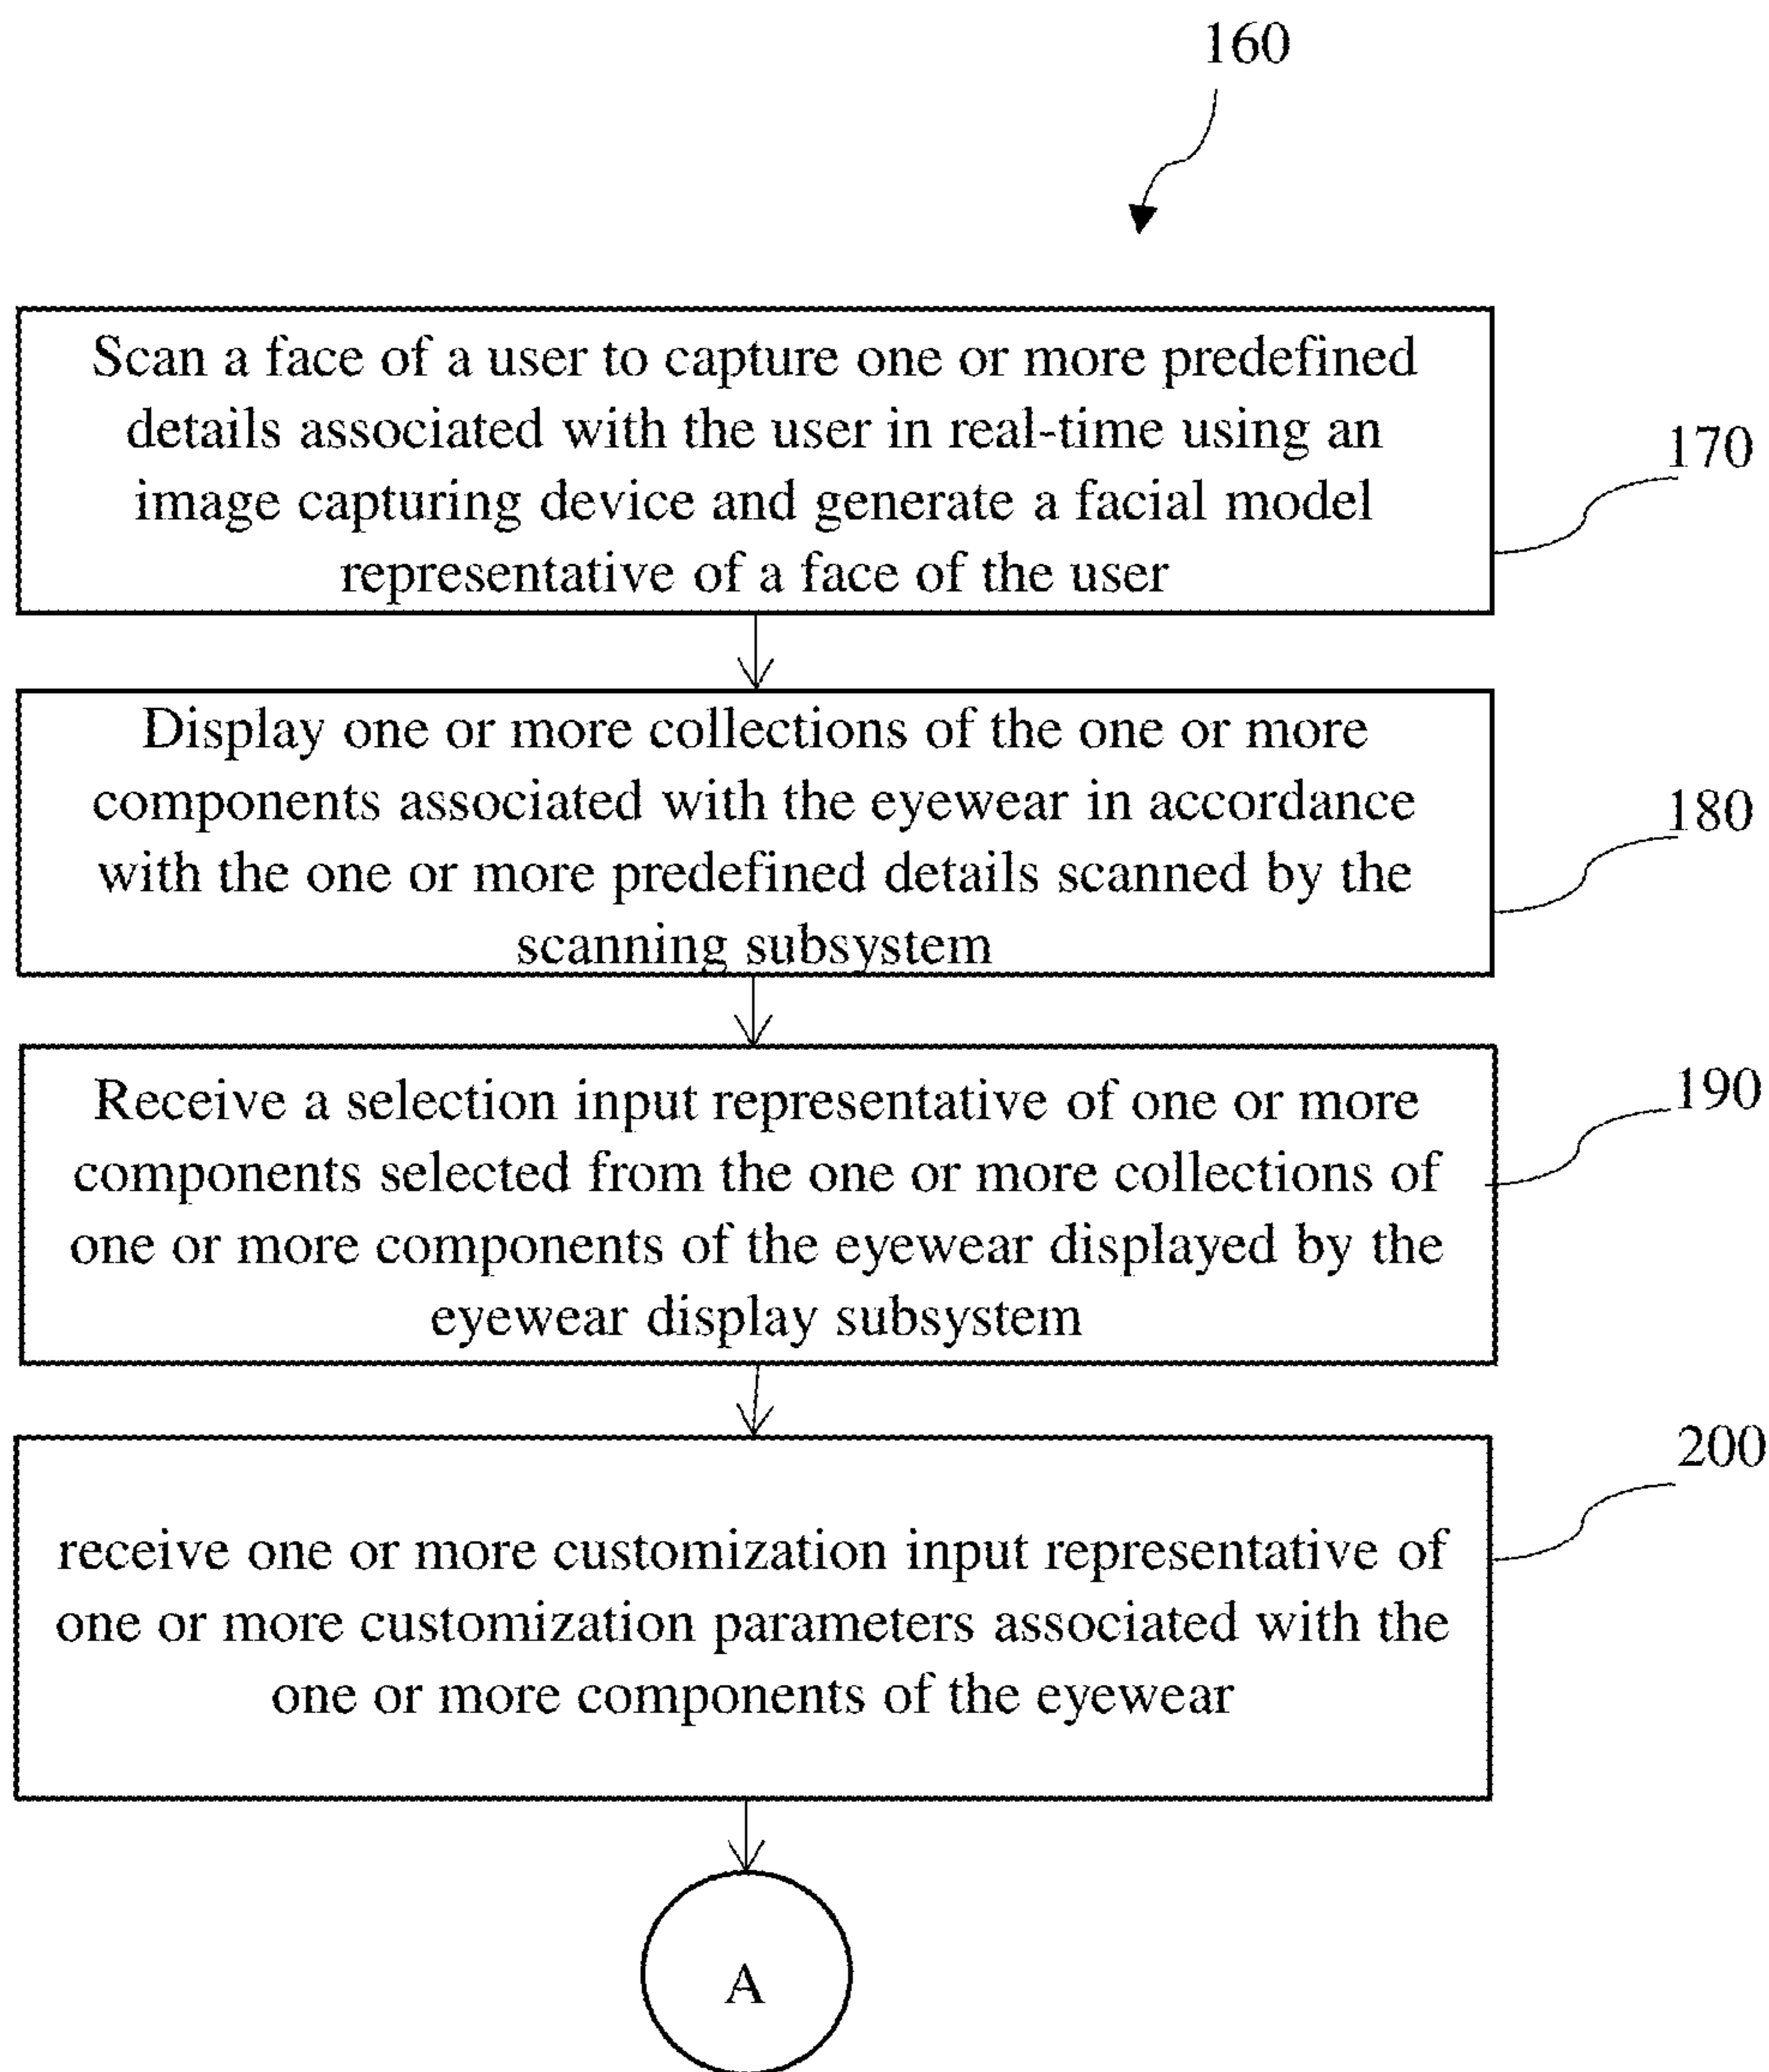 160
Scan a face of a user to capture one or more predefined
details associated with the user in real-time using an
image capturing device and generate a facial model
representative of a face of the user
170
Display one or more collections of the one or more
components associated with the eyewear in accordance
with the one or more predefined details scanned by the
scanning subsystem
180
Receive a selection input representative of one or more
components selected from the one or more collections of
one or more components of the eyewear displayed by the
eyewear display subsystem
190
receive one or more customization input representative of
one or more customization parameters associated with the
one or more components of the eyewear
200
A